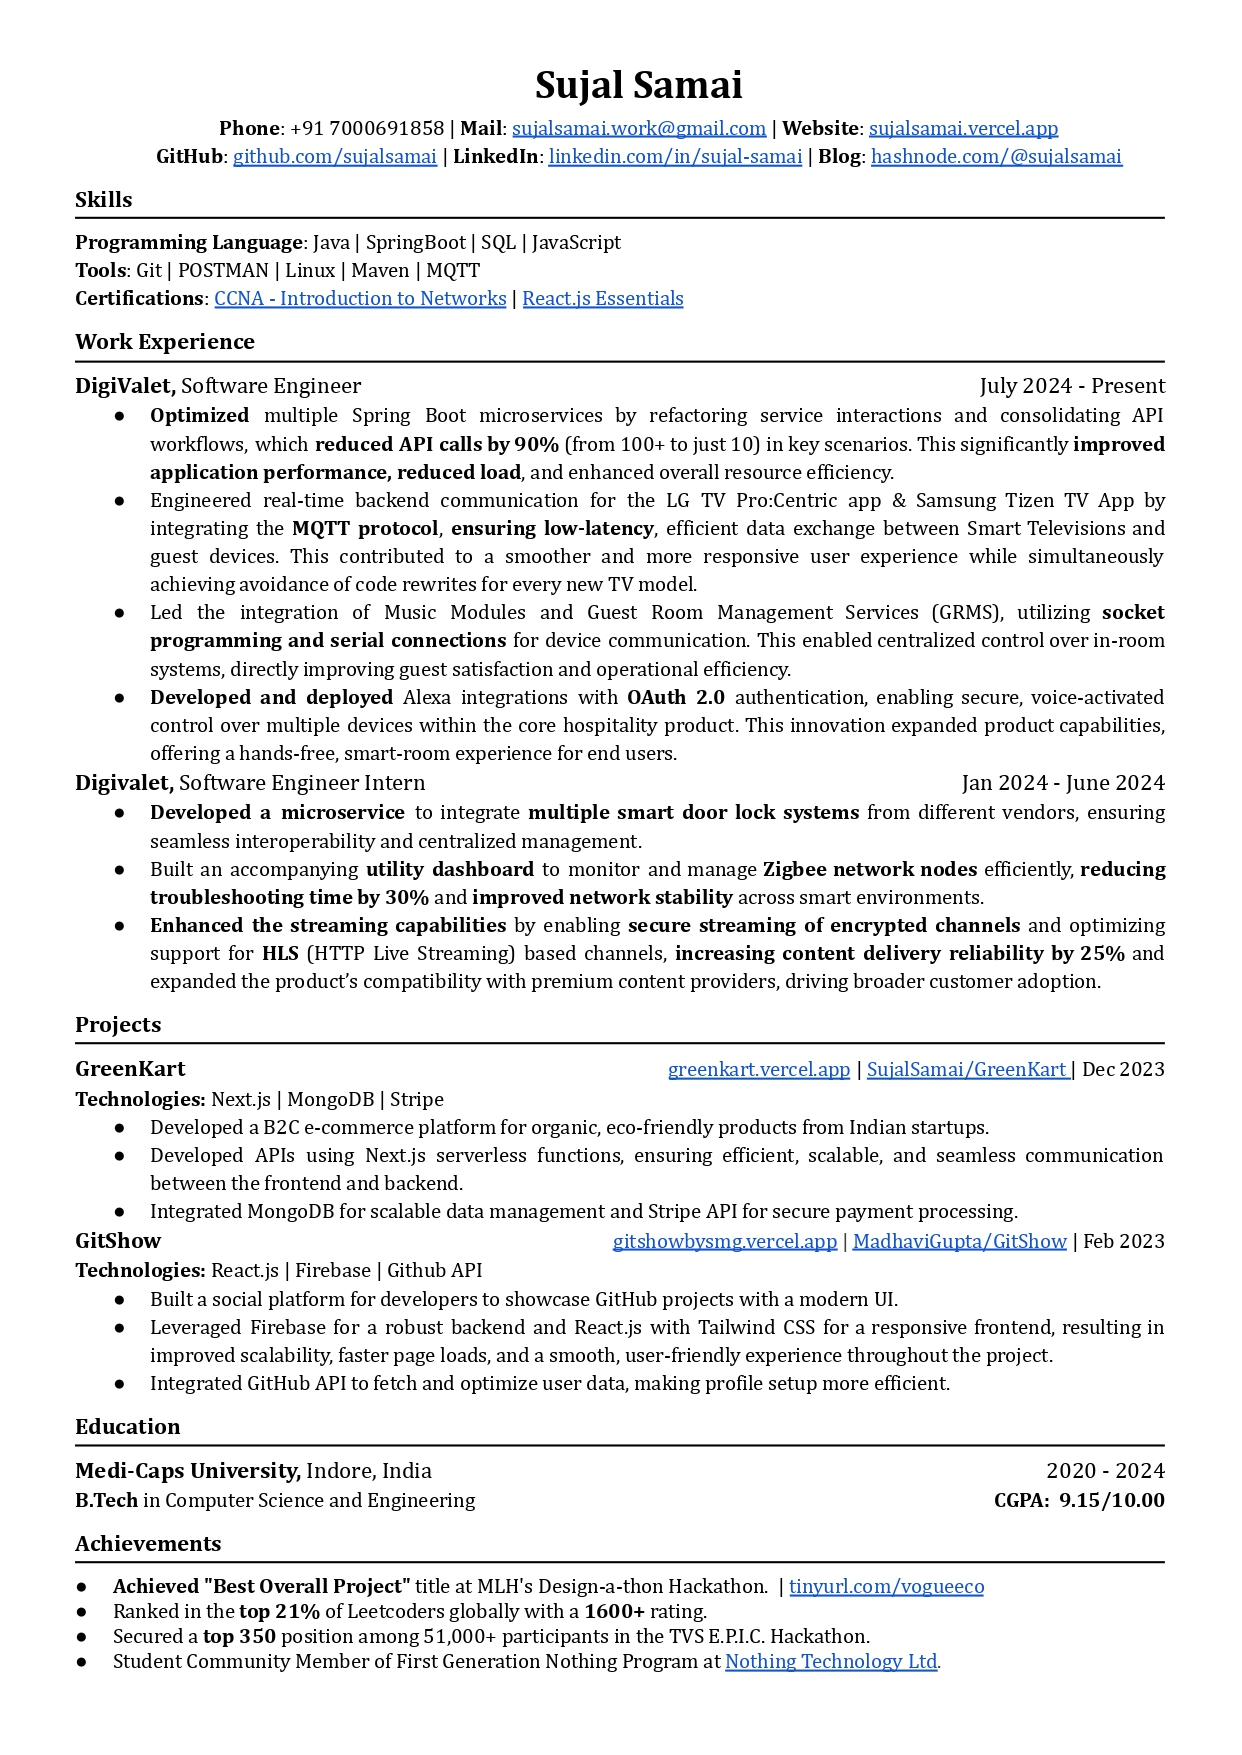 Sujal Samai
Phone: +91 7000691858 | Mail: sujalsamai.work@gmail.com | Website: sujalsamai.vercel.app
GitHub: github.com/sujalsamai | LinkedIn: linkedin.com/in/sujal-samai | Blog: hashnode.com/@sujalsamai
Skills
Programming Language: Java | SpringBoot | SQL | JavaScript
Tools: Git | POSTMAN | Linux | Maven | MQTT
Certifications: CCNA - Introduction to Networks | React.js Essentials
Work Experience
DigiValet, Software Engineer July 2024 - Present
● Optimized multiple Spring Boot microservices by refactoring service interactions and consolidating API
workflows, which reduced API calls by 90% (from 100+ to just 10) in key scenarios. This significantly improved
application performance, reduced load, and enhanced overall resource efficiency.
● Engineered real-time backend communication for the LG TV Pro:Centric app & Samsung Tizen TV App by
integrating the MQTT protocol, ensuring low-latency, efficient data exchange between Smart Televisions and
guest devices. This contributed to a smoother and more responsive user experience while simultaneously
achieving avoidance of code rewrites for every new TV model.
● Led the integration of Music Modules and Guest Room Management Services (GRMS), utilizing socket
programming and serial connections for device communication. This enabled centralized control over in-room
systems, directly improving guest satisfaction and operational efficiency.
● Developed and deployed Alexa integrations with OAuth 2.0 authentication, enabling secure, voice-activated
control over multiple devices within the core hospitality product. This innovation expanded product capabilities,
offering a hands-free, smart-room experience for end users.
Digivalet, Software Engineer Intern Jan 2024 - June 2024
● Developed a microservice to integrate multiple smart door lock systems from different vendors, ensuring
seamless interoperability and centralized management.
● Built an accompanying utility dashboard to monitor and manage Zigbee network nodes efficiently, reducing
troubleshooting time by 30% and improved network stability across smart environments.
● Enhanced the streaming capabilities by enabling secure streaming of encrypted channels and optimizing
support for HLS (HTTP Live Streaming) based channels, increasing content delivery reliability by 25% and
expanded the product’s compatibility with premium content providers, driving broader customer adoption.
Projects
GreenKart greenkart.vercel.app | SujalSamai/GreenKart | Dec 2023
Technologies: Next.js | MongoDB | Stripe
● Developed a B2C e-commerce platform for organic, eco-friendly products from Indian startups.
● Developed APIs using Next.js serverless functions, ensuring efficient, scalable, and seamless communication
between the frontend and backend.
● Integrated MongoDB for scalable data management and Stripe API for secure payment processing.
GitShow gitshowbysmg.vercel.app | MadhaviGupta/GitShow | Feb 2023
Technologies: React.js | Firebase | Github API
● Built a social platform for developers to showcase GitHub projects with a modern UI.
● Leveraged Firebase for a robust backend and React.js with Tailwind CSS for a responsive frontend, resulting in
improved scalability, faster page loads, and a smooth, user-friendly experience throughout the project.
● Integrated GitHub API to fetch and optimize user data, making profile setup more efficient.
Education
Medi-Caps University, Indore, India 2020 - 2024
B.Tech in Computer Science and Engineering CGPA: 9.15/10.00
Achievements
● Achieved "Best Overall Project" title at MLH's Design-a-thon Hackathon. | tinyurl.com/vogueeco
● Ranked in the top 21% of Leetcoders globally with a 1600+ rating.
● Secured a top 350 position among 51,000+ participants in the TVS E.P.I.C. Hackathon.
● Student Community Member of First Generation Nothing Program at Nothing Technology Ltd.